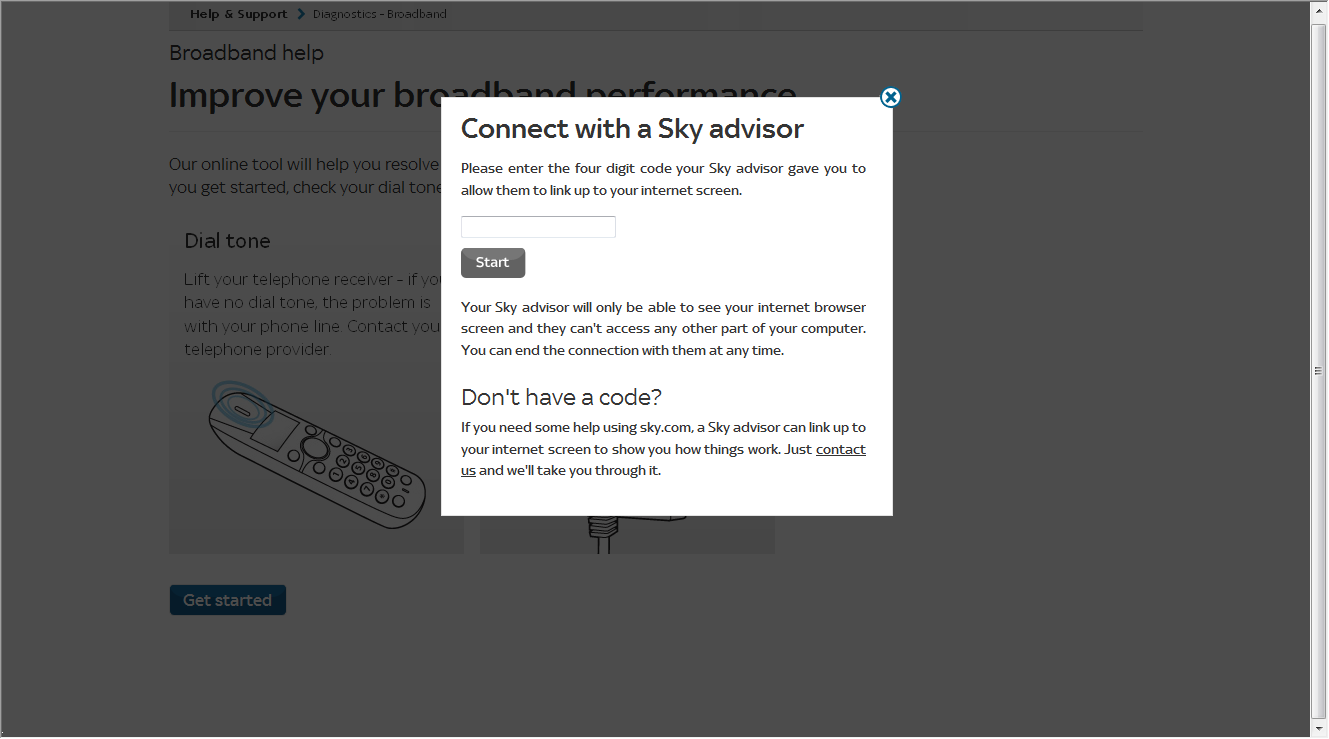 Help & Support > Diagnostics - Broadband
Broadband help
Improve your broadband performance
Our online tool will help you resolve
you get started, check your dial tone
Dial tone
Lift your telephone receiver - if you
have no dial tone, the problem is
with your phone line. Contact your
telephone provider
Get started
Connect with a Sky advisor
Please enter the four digit code your Sky advisor gave you to
allow them to link up to your internet screen.
Start
Your Sky advisor will only be able to see your internet browser
screen and they can't access any other part of your computer.
You can end the connection with them at any time.
Don't have a code?
If you need some help using sky.com, a Sky advisor can link up to
your internet screen to show you how things work. Just contact
us and we'll take you through it.